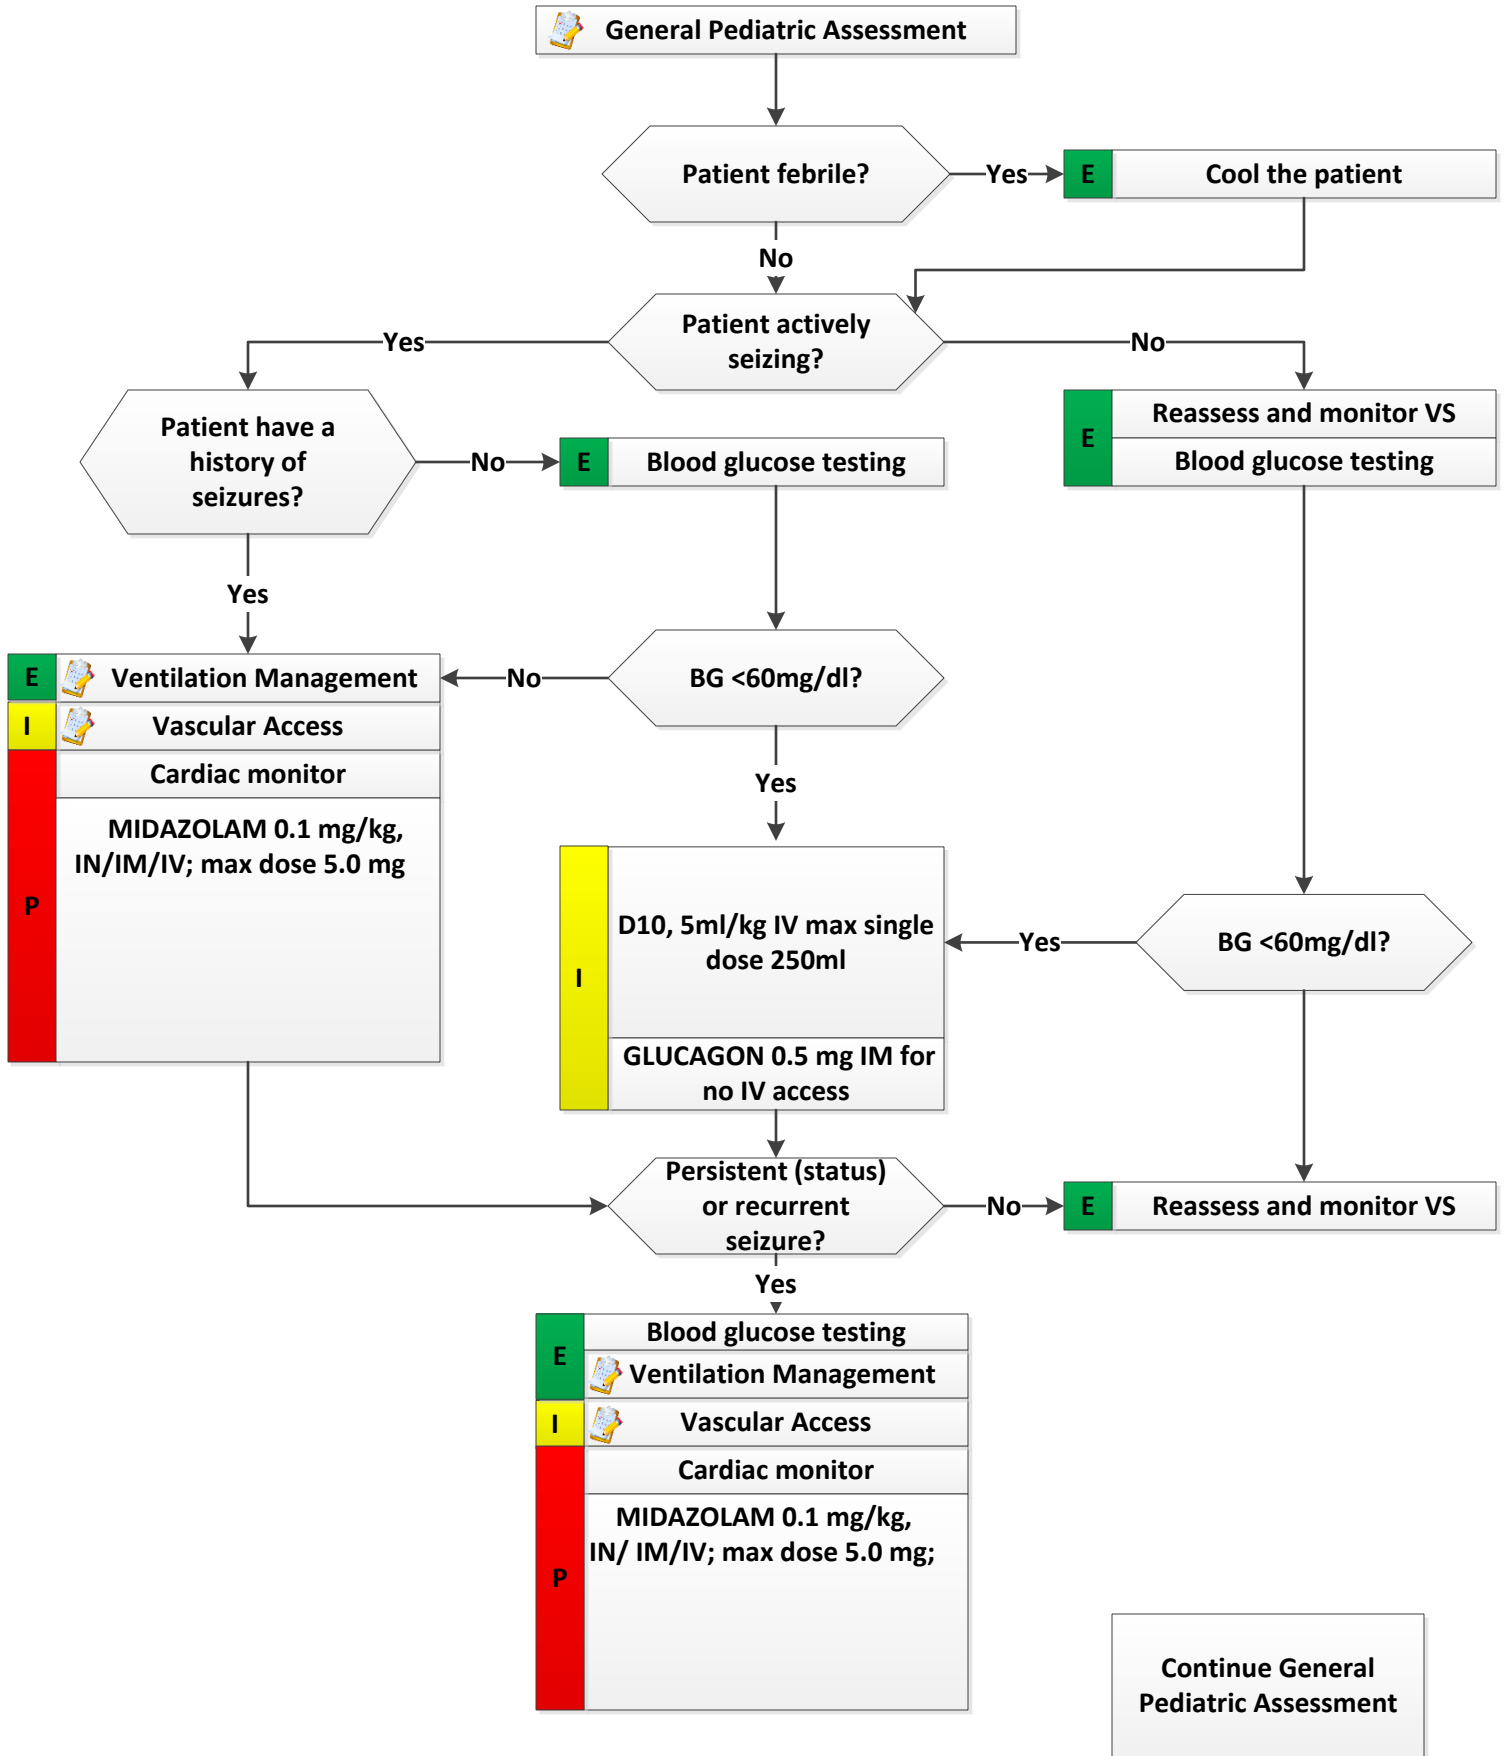 General Pediatric Assessment
Patient febrile?
Yes
E
Cool the patient
No
Patient actively
seizing?
Yes
No
Patient have a
history of
seizures?
No
E
Blood glucose testing
E
Reassess and monitor VS
Blood glucose testing
Yes
E
Ventilation Management
No
BG <60mg/dl?
I
Vascular Access
P
Cardiac monitor
MIDAZOLAM 0.1 mg/kg,
IN/IM/IV; max dose 5.0 mg
Yes
I
D10, 5ml/kg IV max single
dose 250ml
GLUCAGON 0.5 mg IM for
no IV access
Yes
BG <60mg/dl?
Persistent (status)
or recurrent
seizure?
No
E
Reassess and monitor VS
Yes
E
Blood glucose testing
Ventilation Management
I
Vascular Access
P
Cardiac monitor
MIDAZOLAM 0.1 mg/kg,
IN/ IM/IV; max dose 5.0 mg;
Continue General
Pediatric Assessment